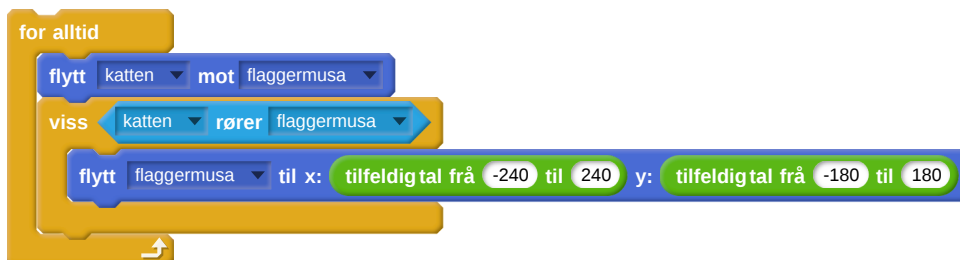 for alltid
flytt katten mot flaggermusa
viss katten rører flaggermusa
flytt flaggermusa til x: tilfeldig tal frå -240 til 240 y: tilfeldig tal frå -180 til 180